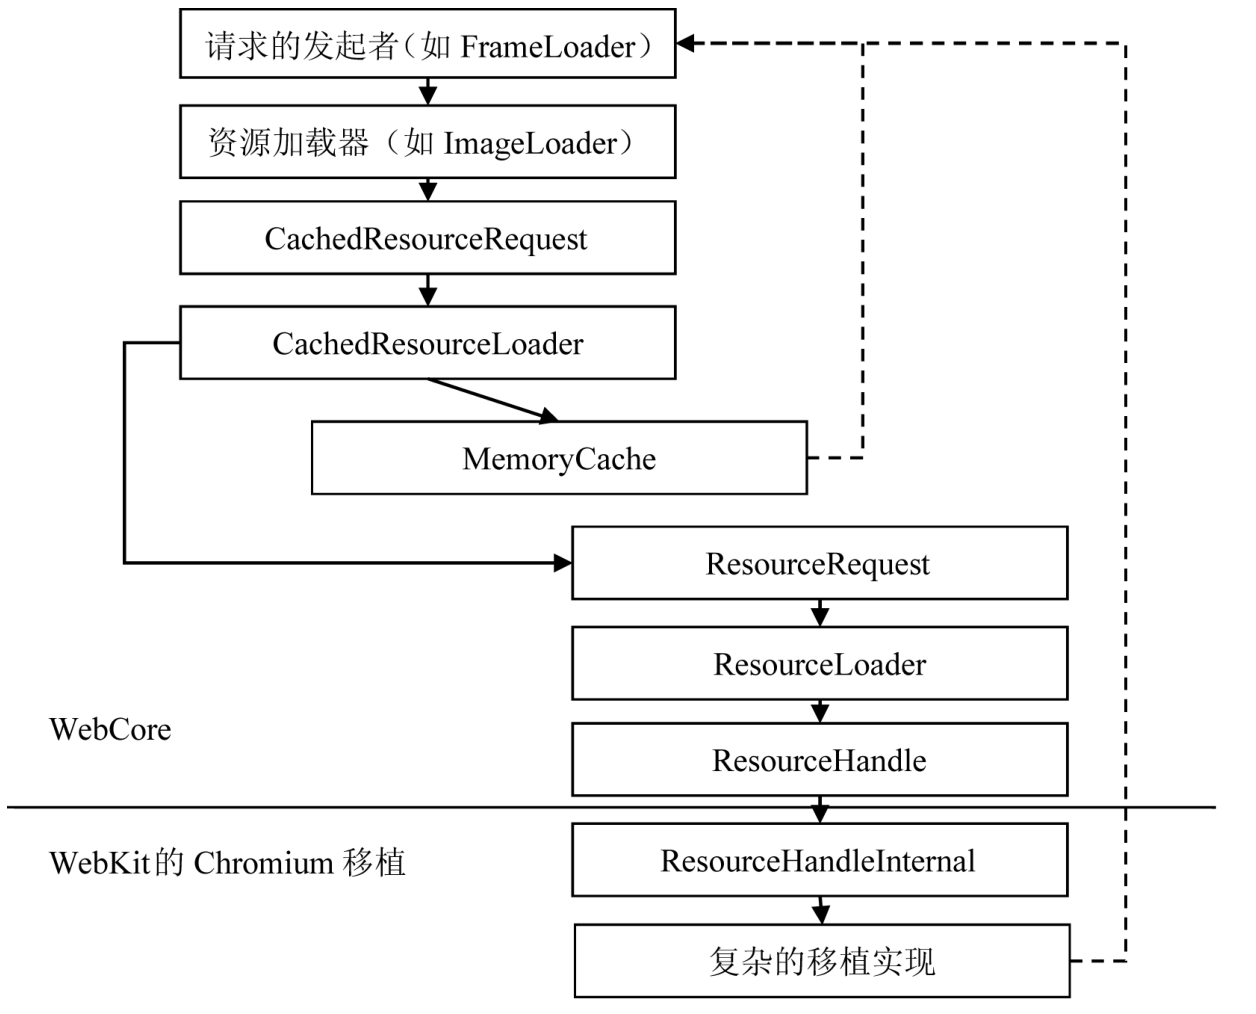 请求的发起者（如 FrameLoader）
资源加载器（如 ImageLoader）
CachedResourceRequest
CachedResourceLoader
MemoryCache
ResourceRequest
ResourceLoader
WebCore
ResourceHandle
WebKit的 Chromium 移植
ResourceHandleInternal
复杂的移植实现